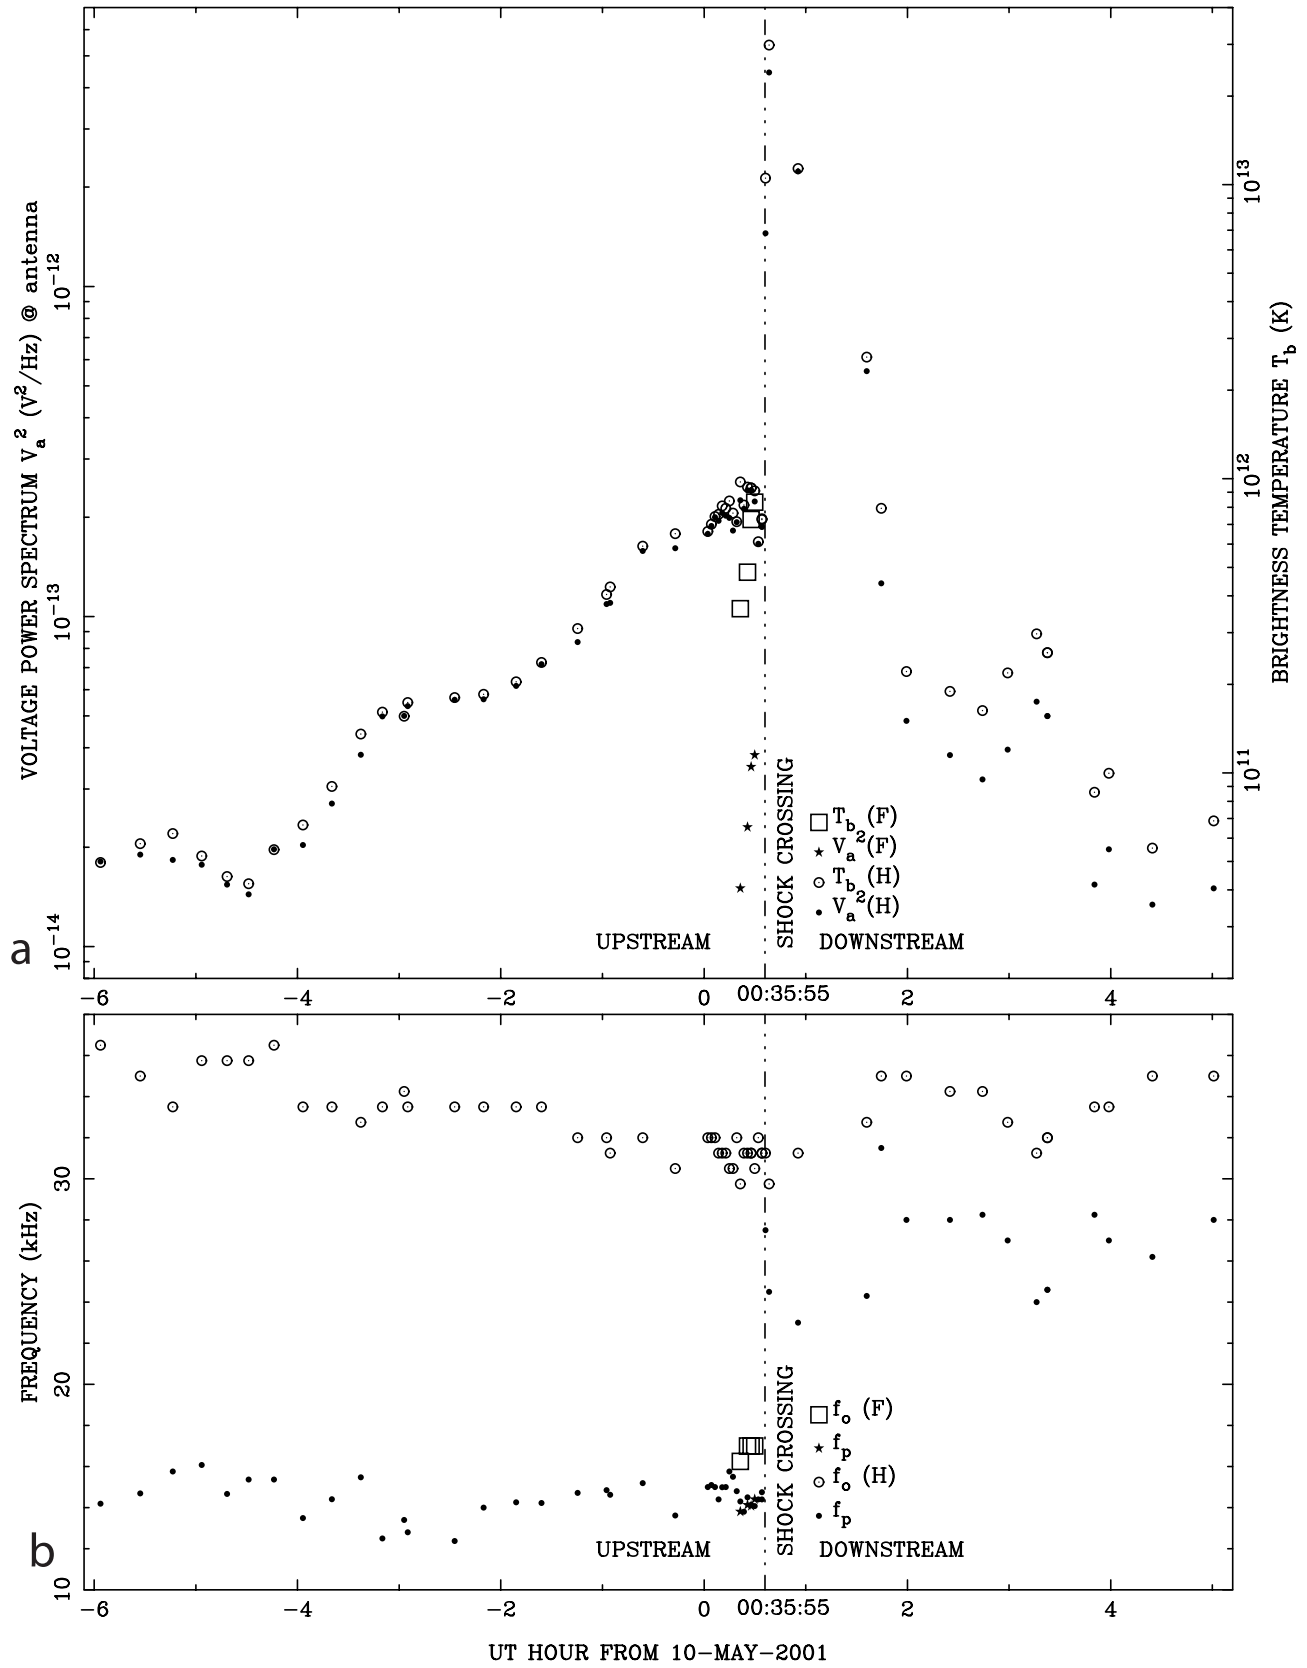 VOLTAGE POWER SPECTRUM Va² (V²/Hz) @ antenna
10⁻¹²
10⁻¹³
10⁻¹⁴
BRIGHTNESS TEMPERATURE Tb (K)
10¹³
10¹²
10¹¹
SHOCK CROSSING
Tb (F)
Va²(F)
Tb (H)
Va²(H)
UPSTREAM
DOWNSTREAM
a
−6 −4 −2 0 00:35:55 2 4
FREQUENCY (kHz)
30
20
10
SHOCK CROSSING
fo (F)
fp
fo (H)
fp
UPSTREAM
DOWNSTREAM
b
−6 −4 −2 0 00:35:55 2 4
UT HOUR FROM 10−MAY−2001